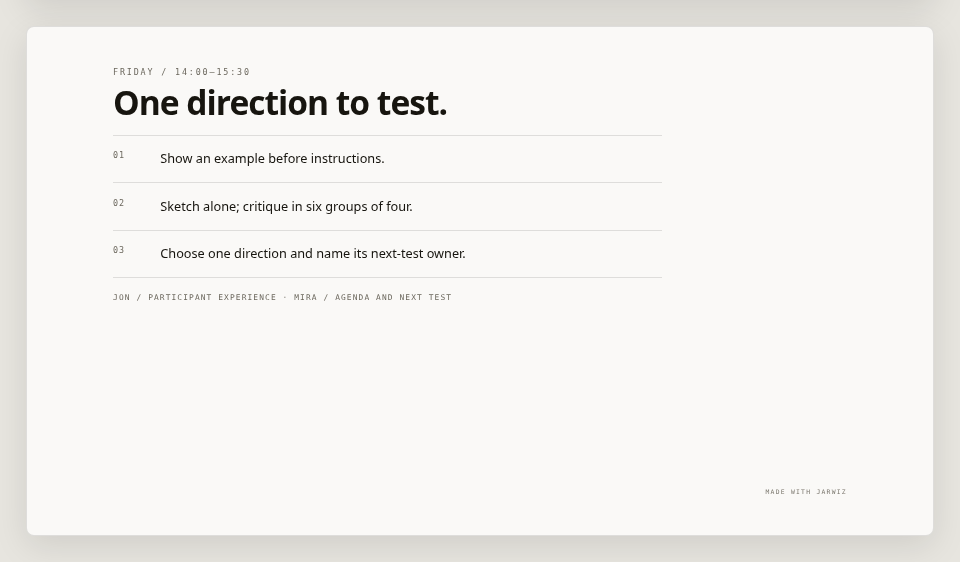 FRIDAY / 14:00–15:30
One direction to test.
01 Show an example before instructions.
02 Sketch alone; critique in six groups of four.
03 Choose one direction and name its next-test owner.
JON / PARTICIPANT EXPERIENCE · MIRA / AGENDA AND NEXT TEST
MADE WITH JARWIZ